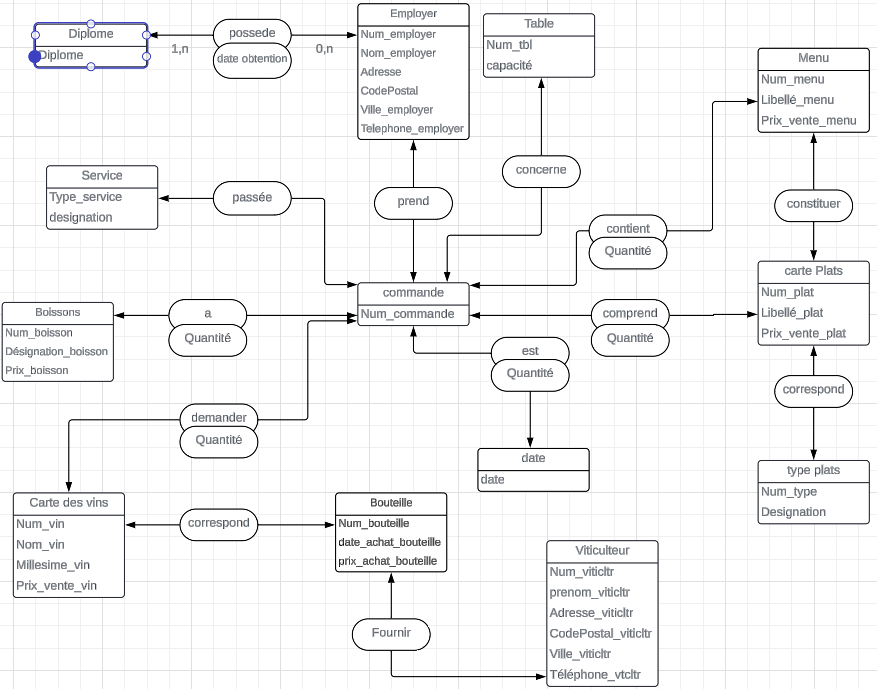 Diplome
Diplome
1,n
possede
date obtention
0,n
Employer
Num_employer
Nom_employer
Adresse
CodePostal
Ville_employer
Telephone_employer
Table
Num_tbl
capacité
Menu
Num_menu
Libellé_menu
Prix_vente_menu
Service
Type_service
designation
passée
prend
concerne
contient
Quantité
constituer
commande
Num_commande
carte Plats
Num_plat
Libellé_plat
Prix_vente_plat
Boissons
Num_boisson
Désignation_boisson
Prix_boisson
a
Quantité
comprend
Quantité
est
Quantité
correspond
demander
Quantité
date
date
type plats
Num_type
Designation
Carte des vins
Num_vin
Nom_vin
Millesime_vin
Prix_vente_vin
correspond
Bouteille
Num_bouteille
date_achat_bouteille
prix_achat_bouteille
Fournir
Viticulteur
Num_viticltr
prenom_viticltr
Adresse_viticltr
CodePostal_viticltr
Ville_viticltr
Téléphone_vtcltr